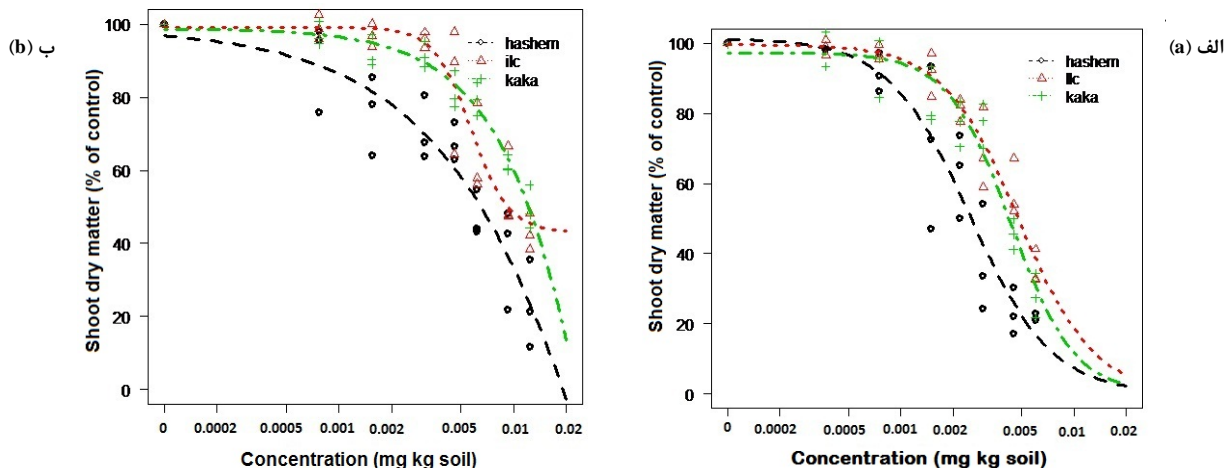 ب (b)
Shoot dry matter (% of control)
100
80
60
40
20
0
hashem
ilc
kaka
0 0.0002 0.0005 0.001 0.002 0.005 0.01 0.02
Concentration (mg kg soil)
الف (a)
Shoot dry matter (% of control)
100
80
60
40
20
0
hashem
Ilc
kaka
0 0.0002 0.0005 0.001 0.002 0.005 0.01 0.02
Concentration (mg kg soil)